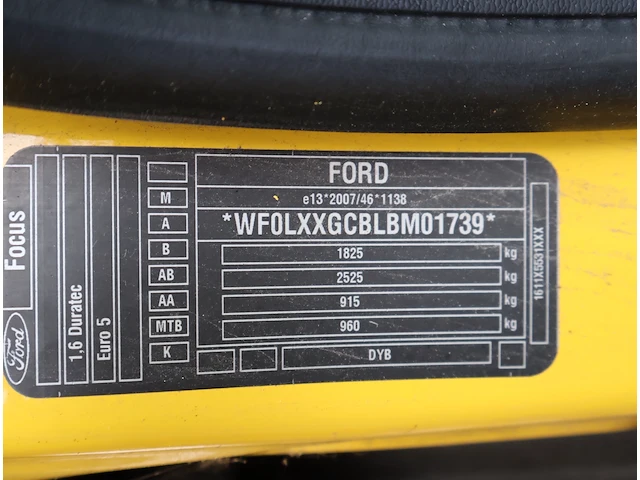 FORD
e13*2007/46*1138
*WF0LXXGCBLBM01739*
1825 kg
2525 kg
915 kg
960 kg
DYB
M
A
B
AB
AA
MTB
K
Focus
Ford
1,6 Duratec
Euro 5
1611X5531XXX